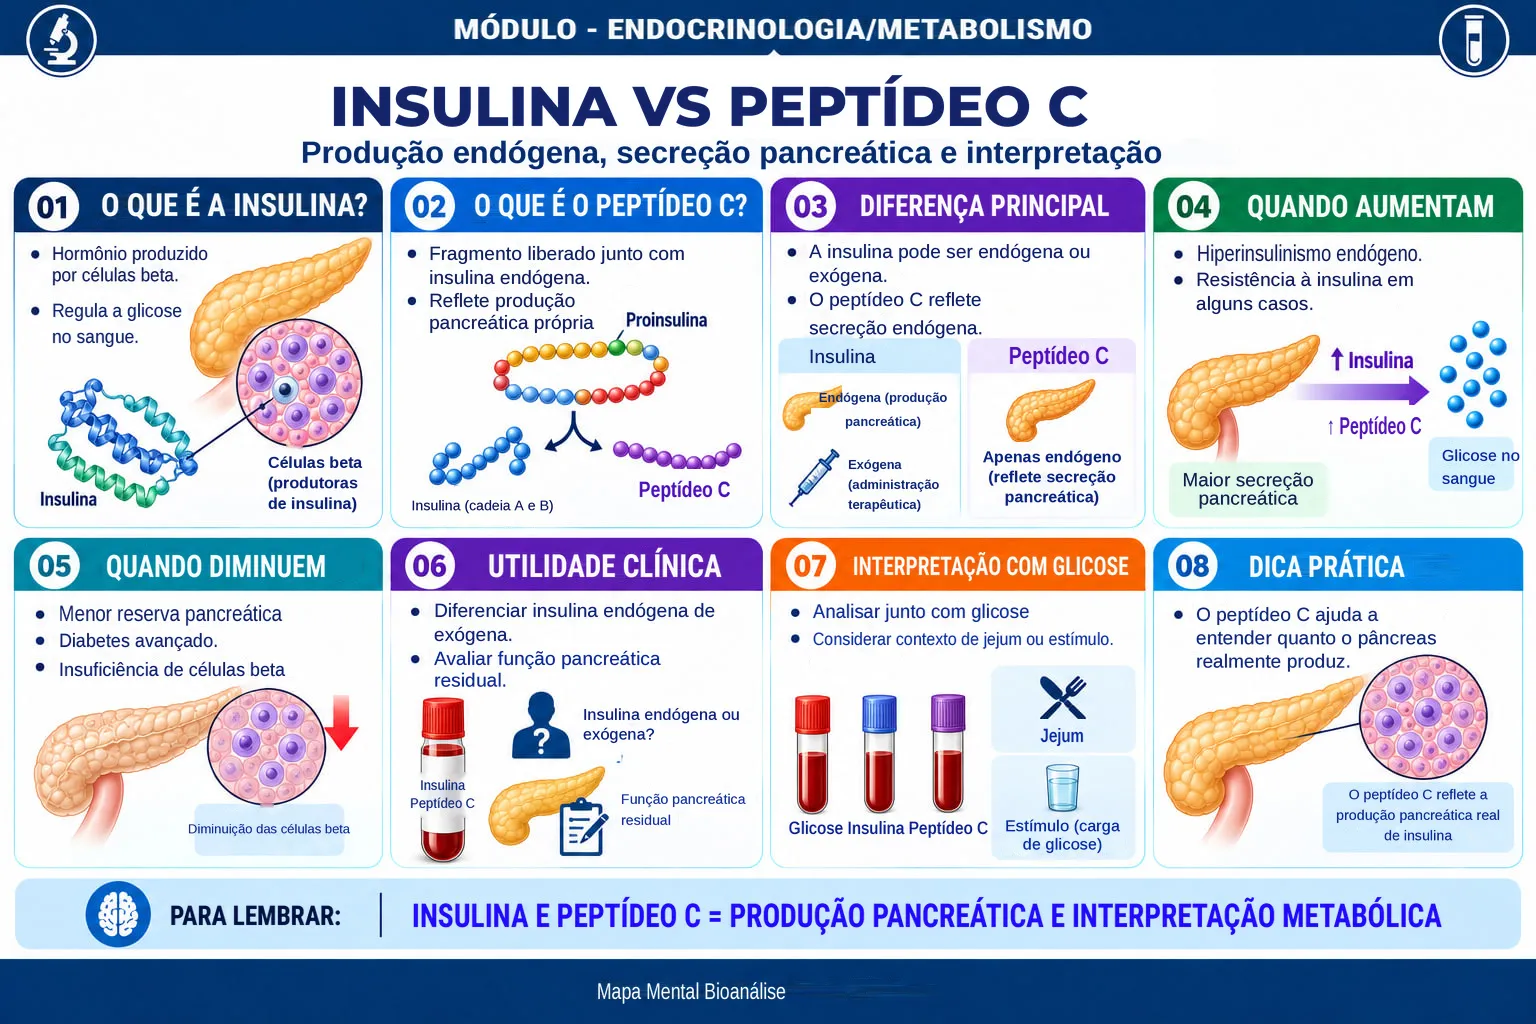 MÓDULO - ENDOCRINOLOGIA/METABOLISMO
INSULINA VS PEPTÍDEO C
Produção endógena, secreção pancreática e interpretação
01 O QUE É A INSULINA?
• Hormônio produzido
por células beta.
• Regula a glicose
no sangue.
Insulina
Células beta
(produtoras
de insulina)
02 O QUE É O PEPTÍDEO C?
• Fragmento liberado junto com
insulina endógena.
• Reflete produção
pancreática própria
Proinsulina
Insulina (cadeia A e B)
Peptídeo C
03 DIFERENÇA PRINCIPAL
• A insulina pode ser endógena ou
exógena.
• O peptídeo C reflete
secreção endógena.
Insulina
Endógena (produção
pancreática)
Exógena
(administração
terapêutica)
Peptídeo C
Apenas endógeno
(reflete secreção
pancreática)
04 QUANDO AUMENTAM
• Hiperinsulinismo endógeno.
• Resistência à insulina em
alguns casos.
↑ Insulina
↑ Peptídeo C
Maior secreção
pancreática
Glicose no
sangue
05 QUANDO DIMINUEM
• Menor reserva pancreática
• Diabetes avançado.
• Insuficiência de células beta
Diminuição das células beta
06 UTILIDADE CLÍNICA
• Diferenciar insulina endógena de
exógena.
• Avaliar função pancreática
residual.
Insulina
Peptídeo C
?
Insulina endógena ou
exógena?
Função pancreática
residual
07 INTERPRETAÇÃO COM GLICOSE
• Analisar junto com glicose
• Considerar contexto de jejum ou estímulo.
Glicose Insulina Peptídeo C
Jejum
Estímulo (carga
de glicose)
08 DICA PRÁTICA
• O peptídeo C ajuda a
entender quanto o pâncreas
realmente produz.
O peptídeo C reflete a
produção pancreática real
de insulina
PARA LEMBRAR:
INSULINA E PEPTÍDEO C = PRODUÇÃO PANCREÁTICA E INTERPRETAÇÃO METABÓLICA
Mapa Mental Bioanálise